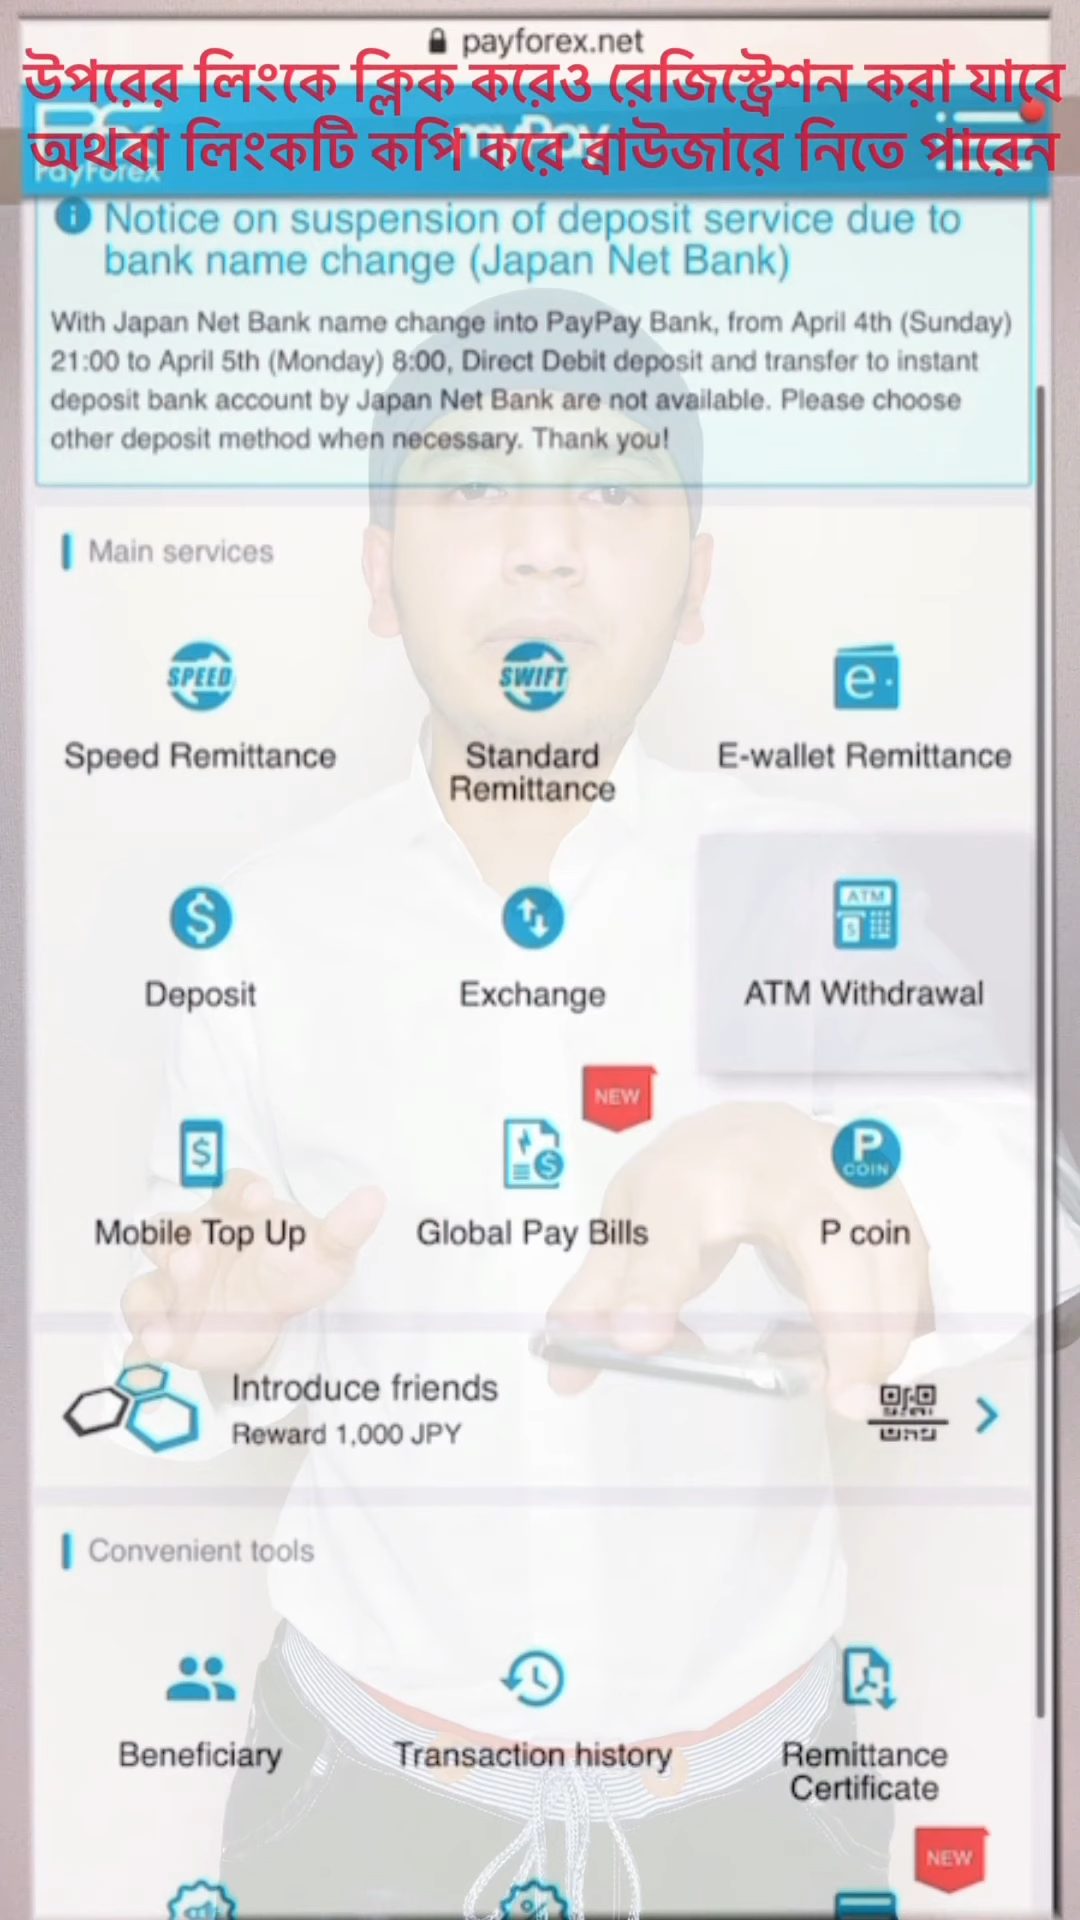 payforex.net
উপরের লিংকে ক্লিক করেও রেজিস্ট্রেশন করা যাবে
অথবা লিংকটি কপি করে ব্রাউজারে নিতে পারেন
myPay
PayForex
Notice on suspension of deposit service due to
bank name change (Japan Net Bank)
With Japan Net Bank name change into PayPay Bank, from April 4th (Sunday)
21:00 to April 5th (Monday) 8:00, Direct Debit deposit and transfer to instant
deposit bank account by Japan Net Bank are not available. Please choose
other deposit method when necessary. Thank you!
Main services
SPEED
SWIFT
e
Speed Remittance
Standard
Remittance
E-wallet Remittance
$
ATM
$
Deposit
Exchange
ATM Withdrawal
NEW
$
$
P
COIN
Mobile Top Up
Global Pay Bills
P coin
Introduce friends
Reward 1,000 JPY
Convenient tools
Beneficiary
Transaction history
Remittance
Certificate
NEW
%